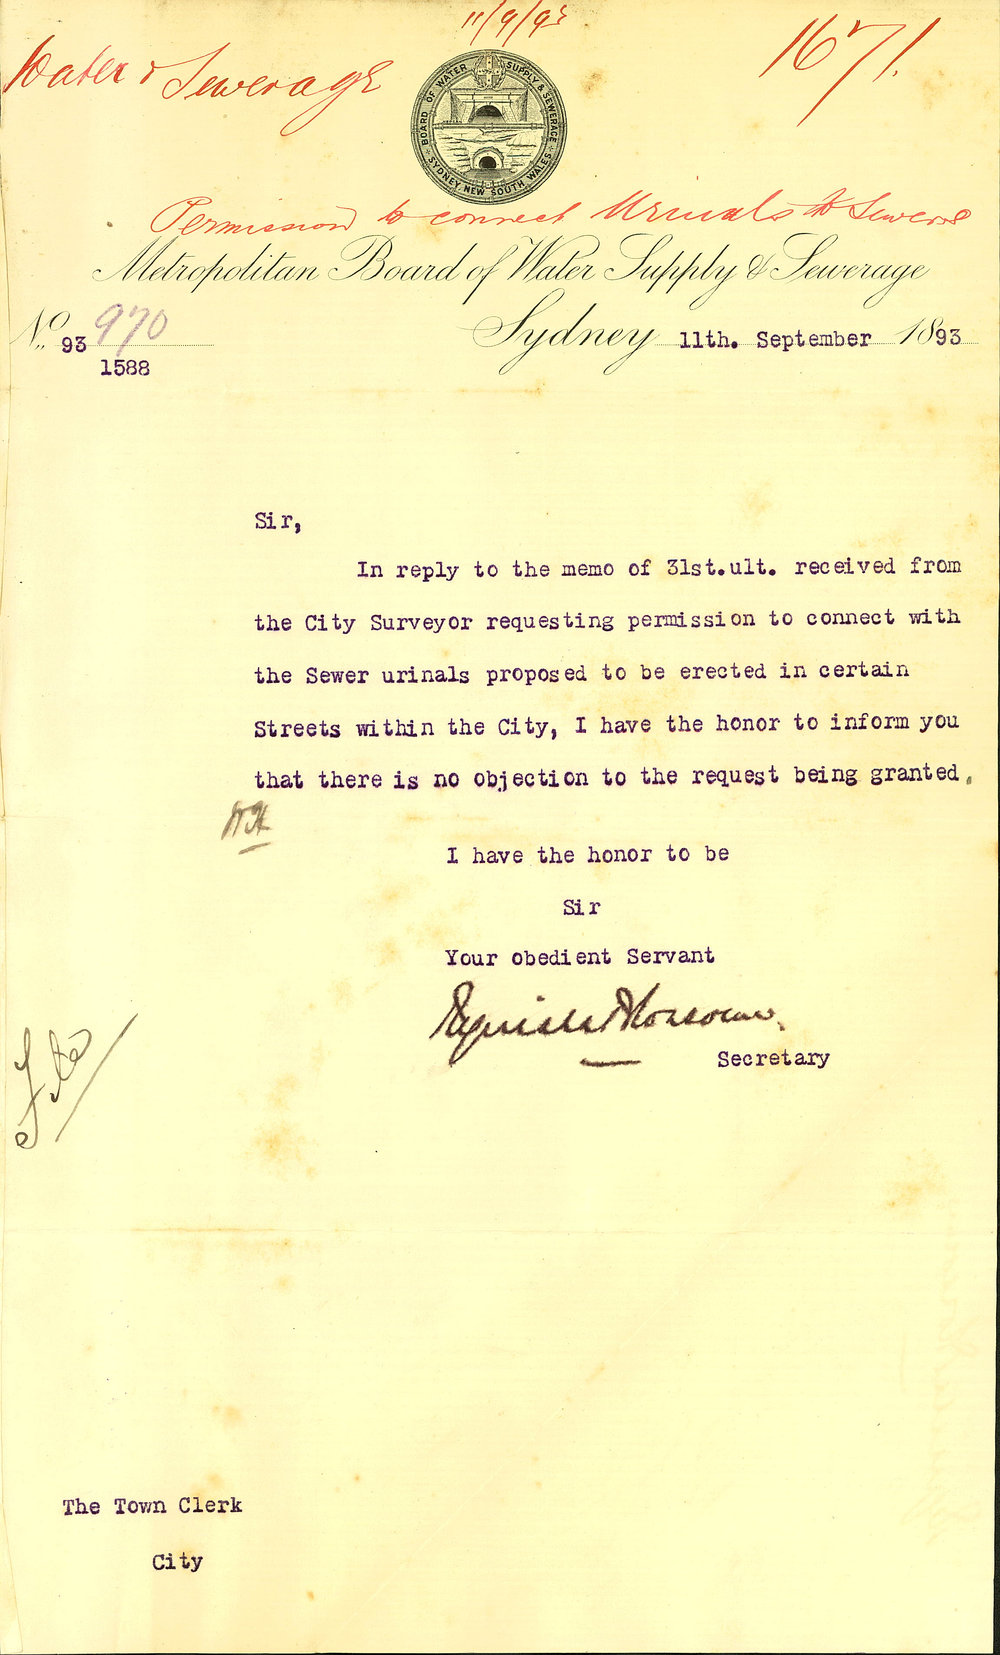 11/9/93
Water & Sewerage
1671.
BOARD OF WATER SUPPLY & SEWERAGE
SYDNEY, NEW SOUTH WALES
Permission to connect Urinals to Sewers
Metropolitan Board of Water Supply & Sewerage
No. 93 970
1588
Sydney 11th. September 1893
Sir,
In reply to the memo of 31st.ult. received from
the City Surveyor requesting permission to connect with
the Sewer urinals proposed to be erected in certain
Streets within the City, I have the honor to inform you
that there is no objection to the request being granted.
I have the honor to be
Sir
Your obedient Servant
Secretary
File
The Town Clerk
City